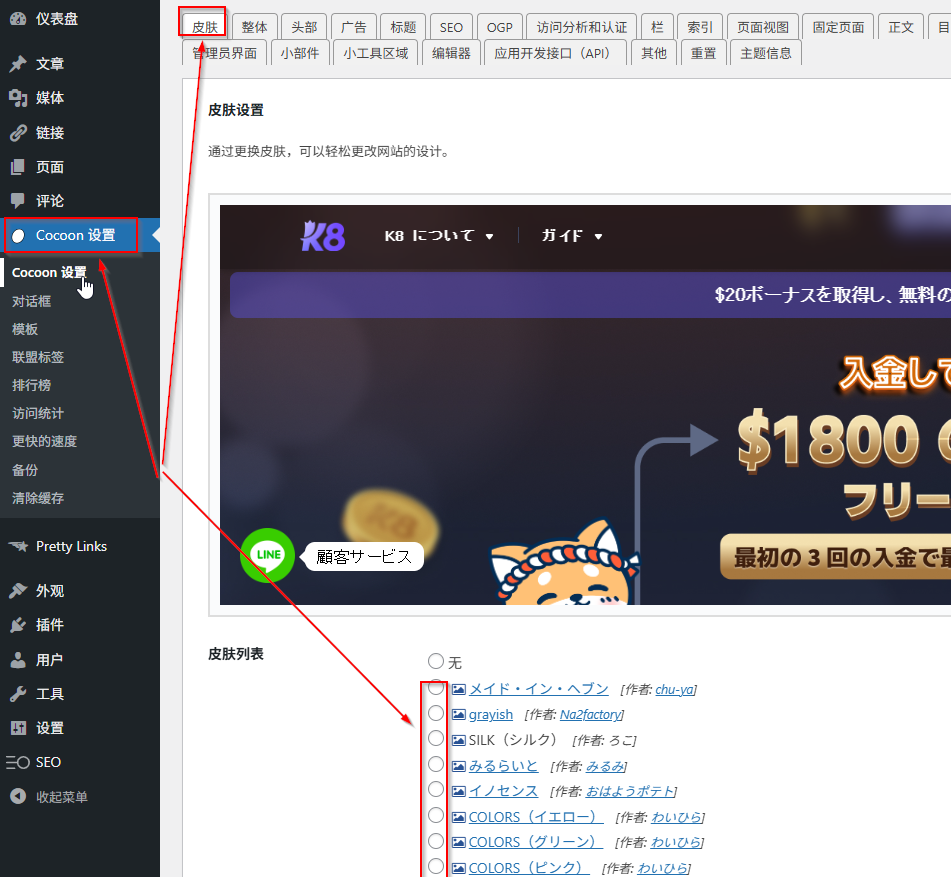 仪表盘
文章
媒体
链接
页面
评论
Cocoon 设置
Cocoon 设置
对话框
模板
联盟标签
排行榜
访问统计
更快的速度
备份
清除缓存
Pretty Links
外观
插件
用户
工具
设置
SEO
收起菜单
皮肤 整体 头部 广告 标题 SEO OGP 访问分析和认证 栏 索引 页面视图 固定页面 正文 目
管理员界面 小部件 小工具区域 编辑器 应用开发接口（API） 其他 重置 主题信息
皮肤设置
通过更换皮肤，可以轻松更改网站的设计。
K8 K8 について ガイド
$20ボーナスを取得し、無料の
入金して
$1800
フリー
最初の 3 回の入金で最
K8
LINE 顧客サービス
皮肤列表
无
メイド・イン・ヘブン [作者: chu-ya]
grayish [作者: Na2factory]
SILK（シルク） [作者: ろこ]
みるらいと [作者: みるみ]
イノセンス [作者: おはようポテト]
COLORS（イエロー） [作者: わいひら]
COLORS（グリーン） [作者: わいひら]
COLORS（ピンク） [作者: わいひら]